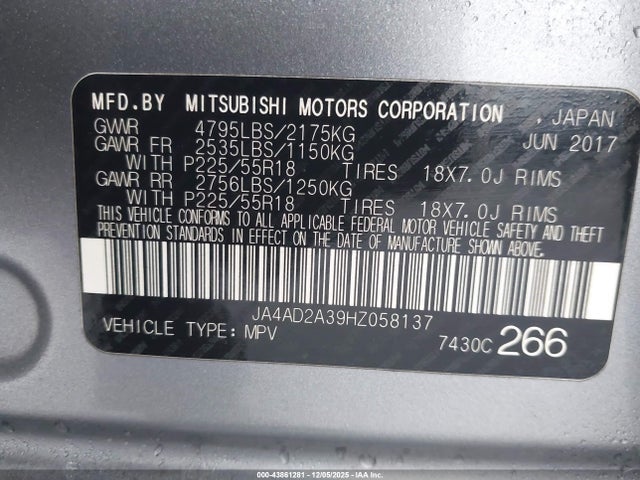 MFD.BY MITSUBISHI MOTORS CORPORATION , JAPAN
GVWR 4795LBS/2175KG JUN 2017
GAWR FR 2535LBS/1150KG
WITH P225/55R18 TIRES 18X7.0J RIMS
GAWR RR 2756LBS/1250KG
WITH P225/55R18 TIRES 18X7.0J RIMS
THIS VEHICLE CONFORMS TO ALL APPLICABLE FEDERAL MOTOR VEHICLE SAFETY AND THEFT
PREVENTION STANDARDS IN EFFECT ON THE DATE OF MANUFACTURE SHOWN ABOVE.
JA4AD2A39HZ058137
VEHICLE TYPE: MPV 7430C 266
000-43861281 12/05/2025 IAAI.CA